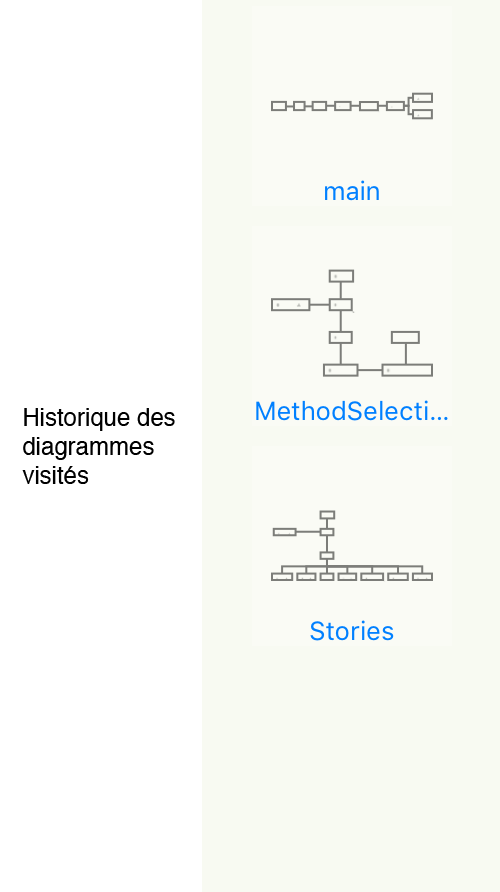 main
MethodSelecti...
Historique des
diagrammes
visités
Stories